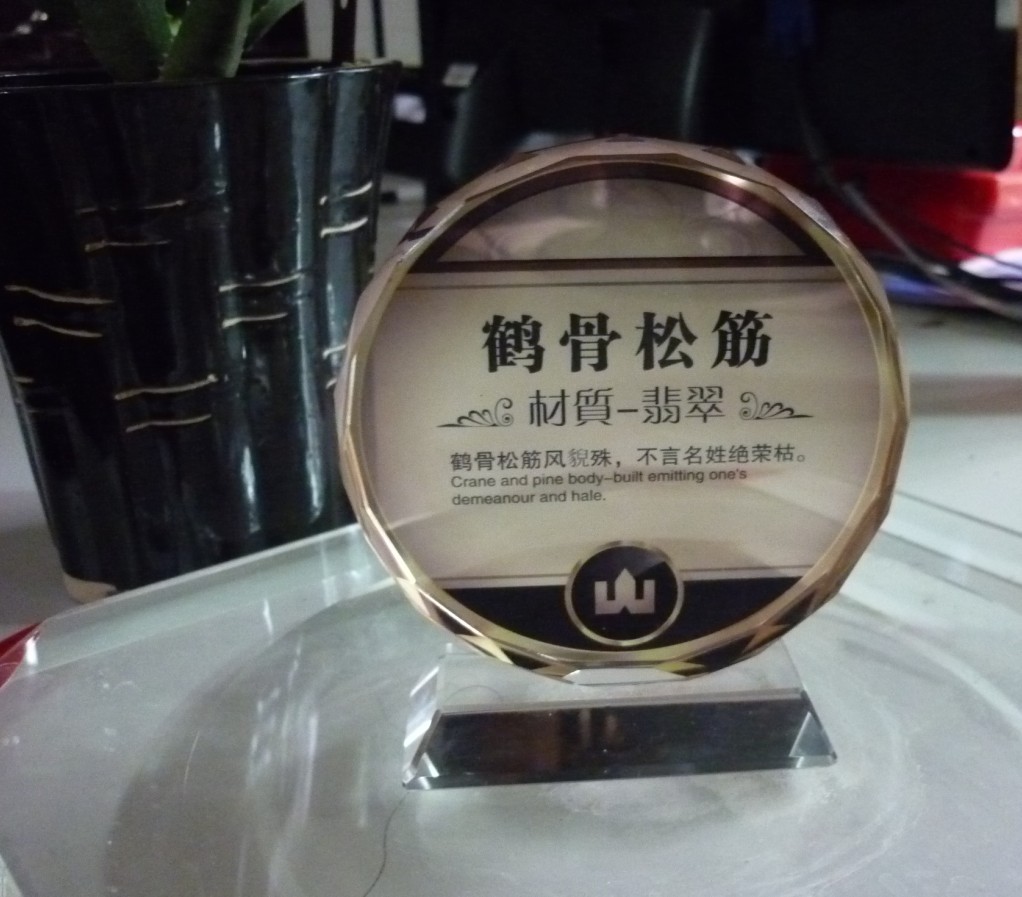 鹤骨松筋
材質-翡翠
鹤骨松筋风貎殊，不言名姓绝荣枯。
Crane and pine body-built emitting one's
demeanour and hale.